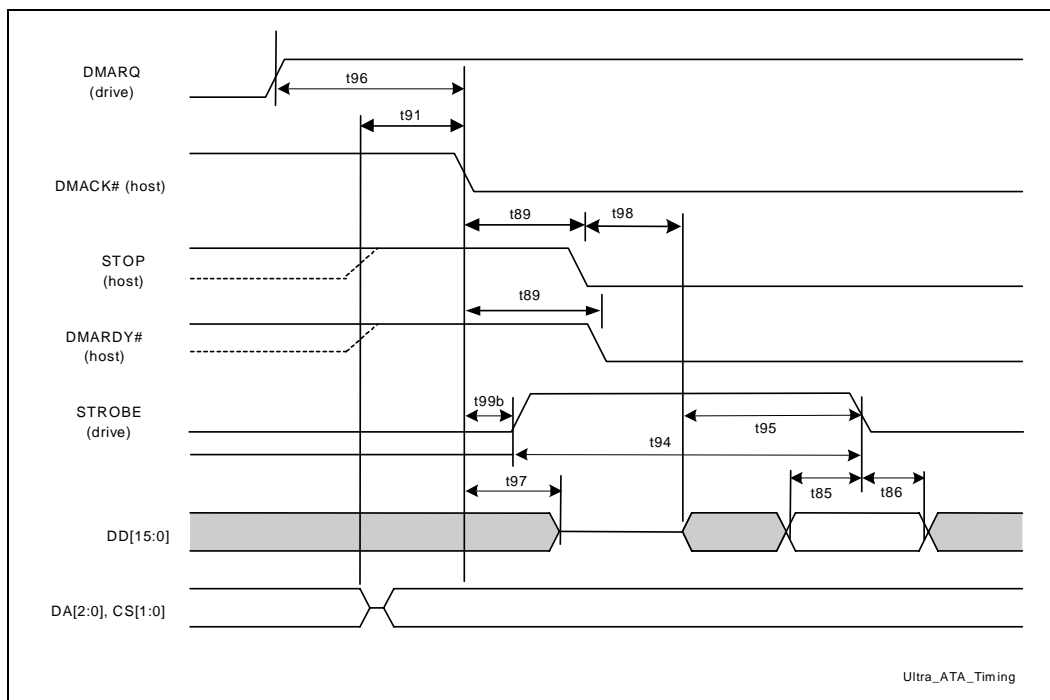 DMARQ
(drive)
t96
t91
DMACK# (host)
t89
t98
STOP
(host)
t89
DMARDY#
(host)
t99b
STROBE
(drive)
t95
t94
t97
t85
t86
DD[15:0]
DA[2:0], CS[1:0]
Ultra_ATA_Timing